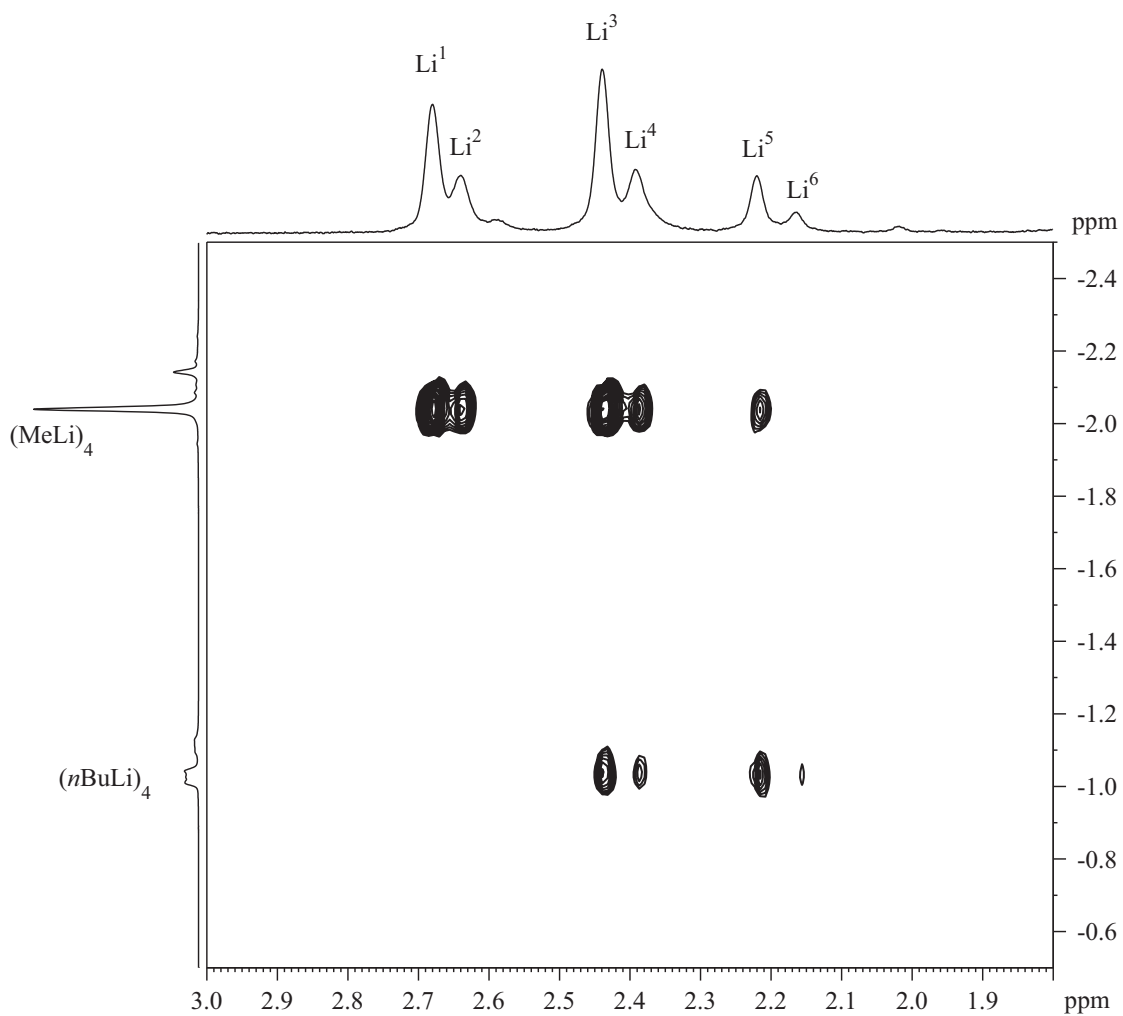 Li³
Li¹
Li⁴
Li²
Li⁵
Li⁶
ppm
-2.4
-2.2
-2.0
(MeLi)₄
-1.8
-1.6
-1.4
-1.2
(nBuLi)₄
-1.0
-0.8
-0.6
3.0 2.9 2.8 2.7 2.6 2.5 2.4 2.3 2.2 2.1 2.0 1.9 ppm